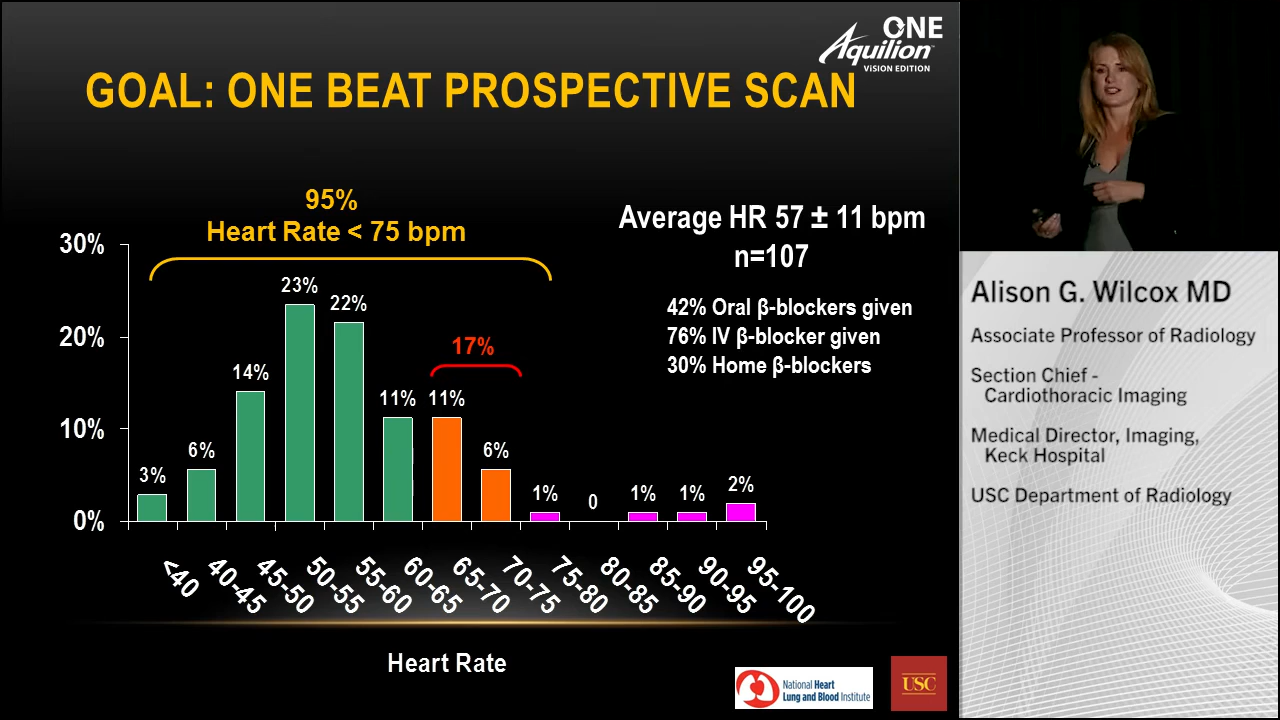 ONE
Aquilion™
VISION EDITION
GOAL: ONE BEAT PROSPECTIVE SCAN
95%
Heart Rate < 75 bpm
Average HR 57 ± 11 bpm
n=107
42% Oral β-blockers given
76% IV β-blocker given
30% Home β-blockers
30%
20%
10%
0%
3%
6%
14%
23%
22%
11%
17%
11%
6%
1%
0
1%
1%
2%
<40
40-45
45-50
50-55
55-60
60-65
65-70
70-75
75-80
80-85
85-90
90-95
95-100
Heart Rate
National Heart
Lung and Blood Institute
USC
Alison G. Wilcox MD
Associate Professor of Radiology
Section Chief -
Cardiothoracic Imaging
Medical Director, Imaging,
Keck Hospital
USC Department of Radiology